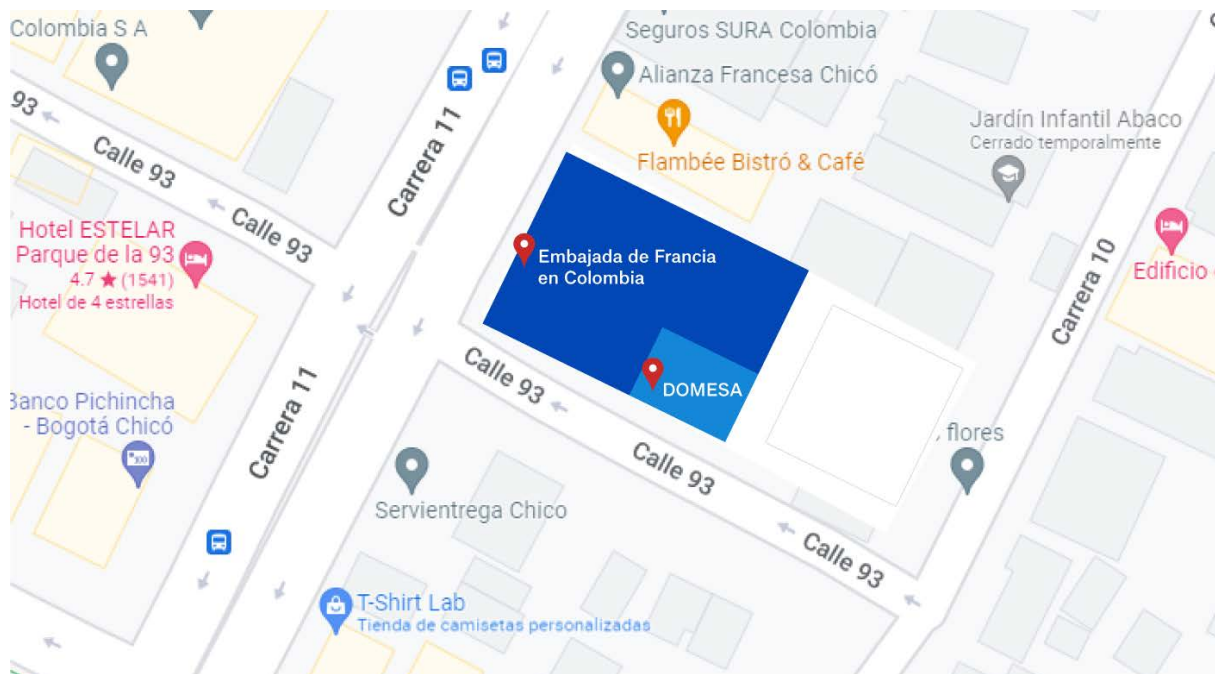 Colombia S A
Seguros SURA Colombia
Alianza Francesa Chicó
93
Calle 93
Carrera 11
Flambée Bistró & Café
Jardín Infantil Abaco
Cerrado temporalmente
Calle 93
Hotel ESTELAR
Parque de la 93
4.7 ★ (1541)
Hotel de 4 estrellas
Embajada de Francia
en Colombia
Carrera 10
Edificio
Calle 93
DOMESA
Banco Pichincha
- Bogotá Chicó
Carrera 11
flores
Calle 93
Servientrega Chico
Calle 93
T-Shirt Lab
Tienda de camisetas personalizadas